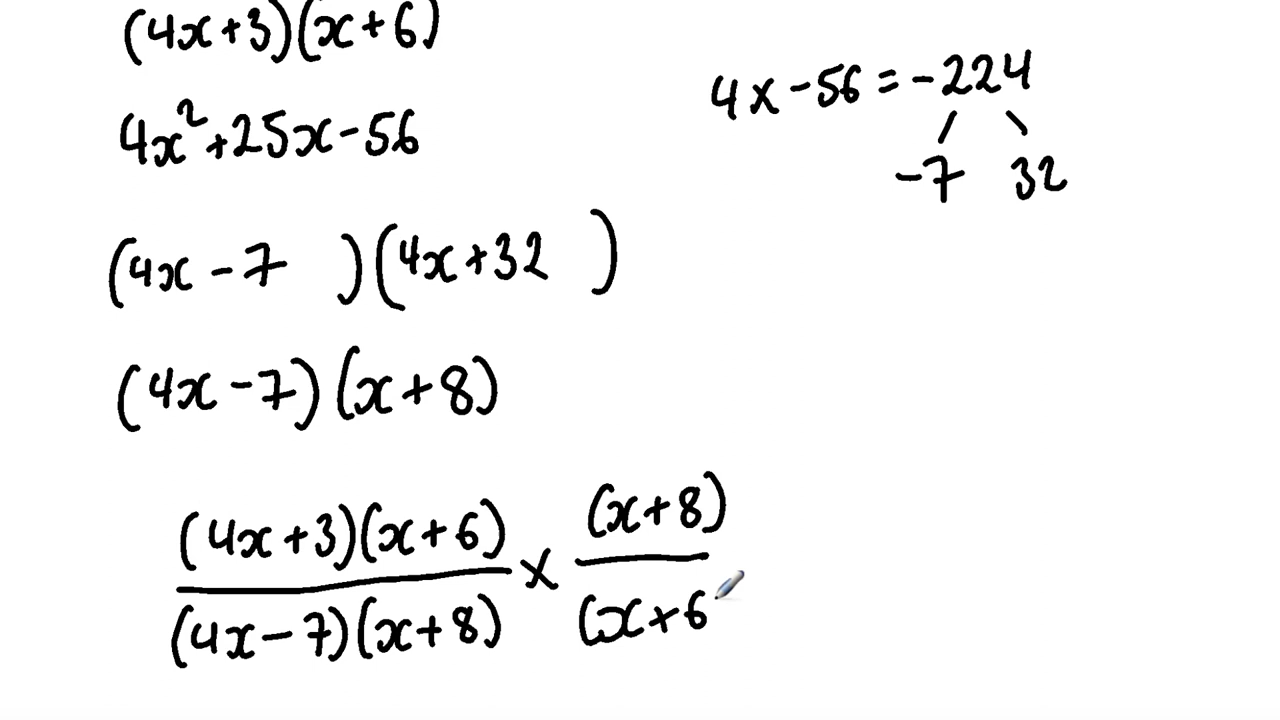 (4x+3)(x+6)
4x²+25x-56
(4x-7 )(4x+32 )
(4x-7)(x+8)
4x-56=-224
-7 32
(4x+3)(x+6) × (x+8)
(4x-7)(x+8) (x+6